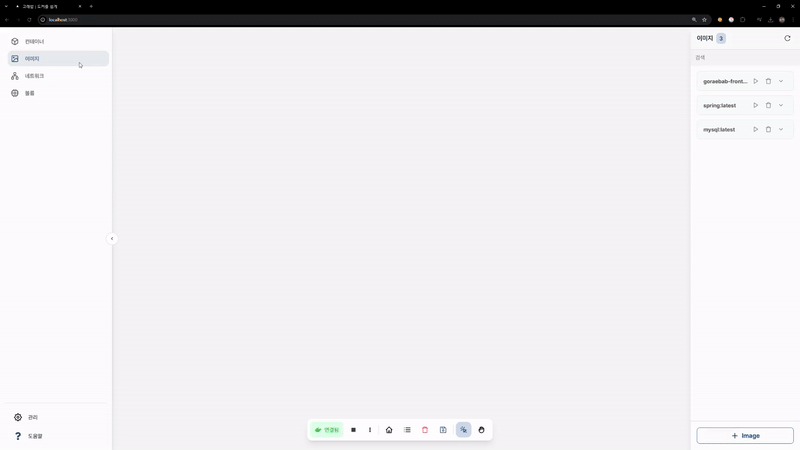 고래밥 | 도커를 쉽게
localhost:3000
컨테이너
이미지
네트워크
볼륨
관리
도움말
연결됨
이미지 3
검색
goraebab-front...
spring:latest
mysql:latest
+ Image